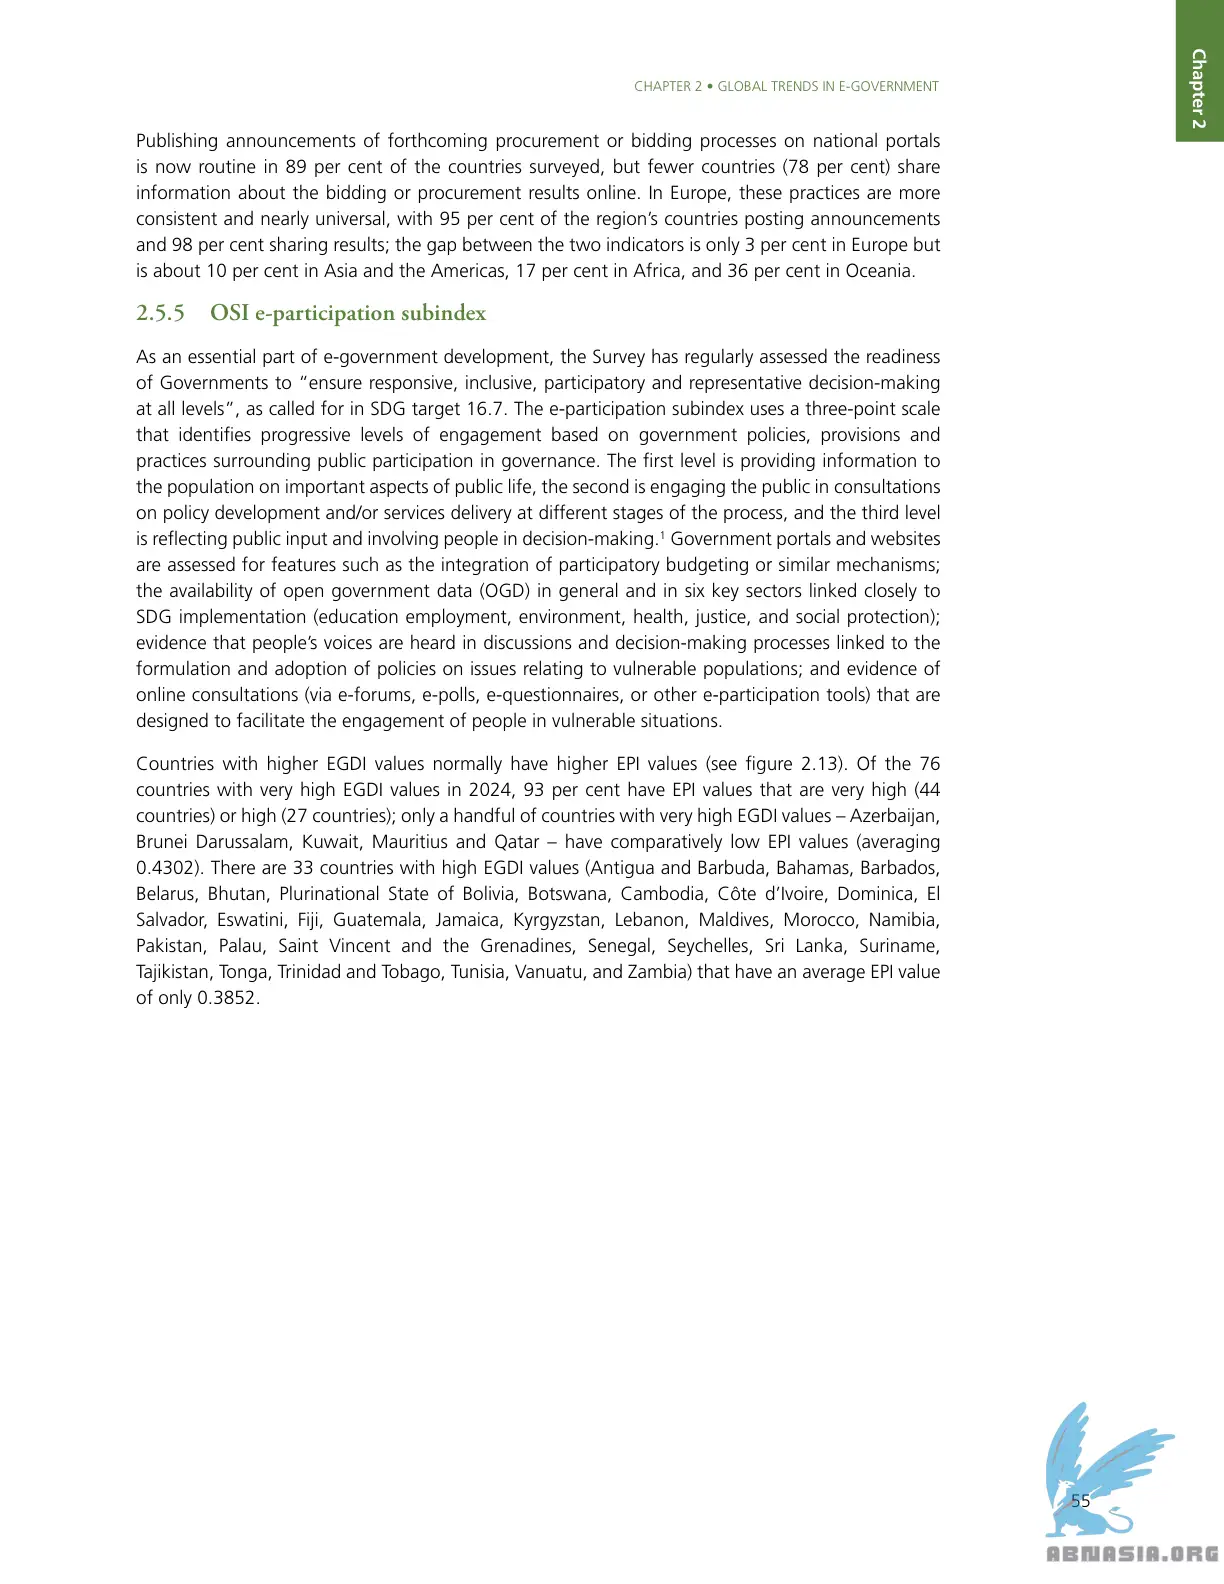 Chapter 2
CHAPTER 2 • GLOBAL TRENDS IN E-GOVERNMENT
Publishing announcements of forthcoming procurement or bidding processes on national portals
is now routine in 89 per cent of the countries surveyed, but fewer countries (78 per cent) share
information about the bidding or procurement results online. In Europe, these practices are more
consistent and nearly universal, with 95 per cent of the region’s countries posting announcements
and 98 per cent sharing results; the gap between the two indicators is only 3 per cent in Europe but
is about 10 per cent in Asia and the Americas, 17 per cent in Africa, and 36 per cent in Oceania.
2.5.5 OSI e-participation subindex
As an essential part of e-government development, the Survey has regularly assessed the readiness
of Governments to “ensure responsive, inclusive, participatory and representative decision-making
at all levels”, as called for in SDG target 16.7. The e-participation subindex uses a three-point scale
that identifies progressive levels of engagement based on government policies, provisions and
practices surrounding public participation in governance. The first level is providing information to
the population on important aspects of public life, the second is engaging the public in consultations
on policy development and/or services delivery at different stages of the process, and the third level
is reflecting public input and involving people in decision-making.¹ Government portals and websites
are assessed for features such as the integration of participatory budgeting or similar mechanisms;
the availability of open government data (OGD) in general and in six key sectors linked closely to
SDG implementation (education employment, environment, health, justice, and social protection);
evidence that people’s voices are heard in discussions and decision-making processes linked to the
formulation and adoption of policies on issues relating to vulnerable populations; and evidence of
online consultations (via e-forums, e-polls, e-questionnaires, or other e-participation tools) that are
designed to facilitate the engagement of people in vulnerable situations.
Countries with higher EGDI values normally have higher EPI values (see figure 2.13). Of the 76
countries with very high EGDI values in 2024, 93 per cent have EPI values that are very high (44
countries) or high (27 countries); only a handful of countries with very high EGDI values – Azerbaijan,
Brunei Darussalam, Kuwait, Mauritius and Qatar – have comparatively low EPI values (averaging
0.4302). There are 33 countries with high EGDI values (Antigua and Barbuda, Bahamas, Barbados,
Belarus, Bhutan, Plurinational State of Bolivia, Botswana, Cambodia, Côte d’Ivoire, Dominica, El
Salvador, Eswatini, Fiji, Guatemala, Jamaica, Kyrgyzstan, Lebanon, Maldives, Morocco, Namibia,
Pakistan, Palau, Saint Vincent and the Grenadines, Senegal, Seychelles, Sri Lanka, Suriname,
Tajikistan, Tonga, Trinidad and Tobago, Tunisia, Vanuatu, and Zambia) that have an average EPI value
of only 0.3852.
55
ABNASIA.ORG